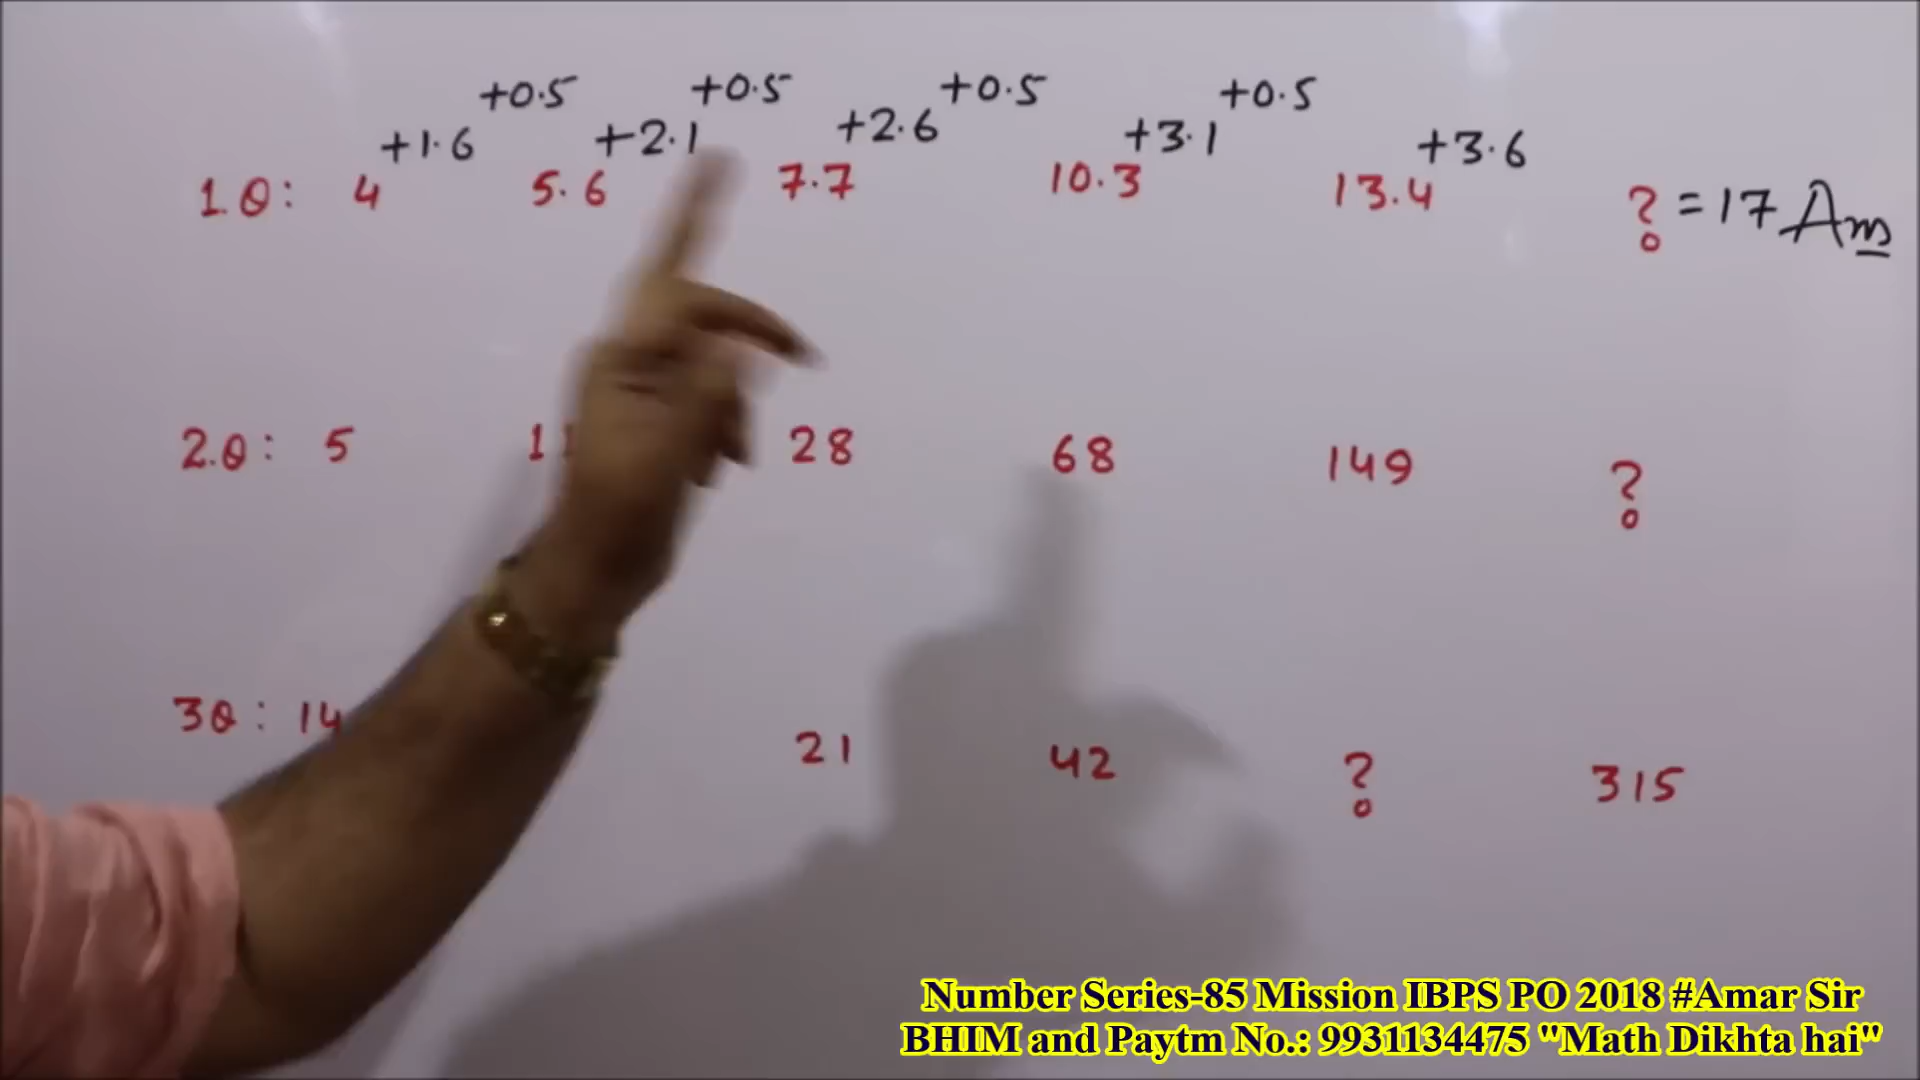 +0.5 +0.5 +0.5 +0.5
+1.6 +2.1 +2.6 +3.1 +3.6
1Q: 4 5.6 7.7 10.3 13.4 ? = 17 Ans
2.Q: 5 28 68 149 ?
3Q: 14 21 42 ? 315
Number Series-85 Mission IBPS PO 2018 #Amar Sir
BHIM and Paytm No.: 9931134475 "Math Dikhta hai"